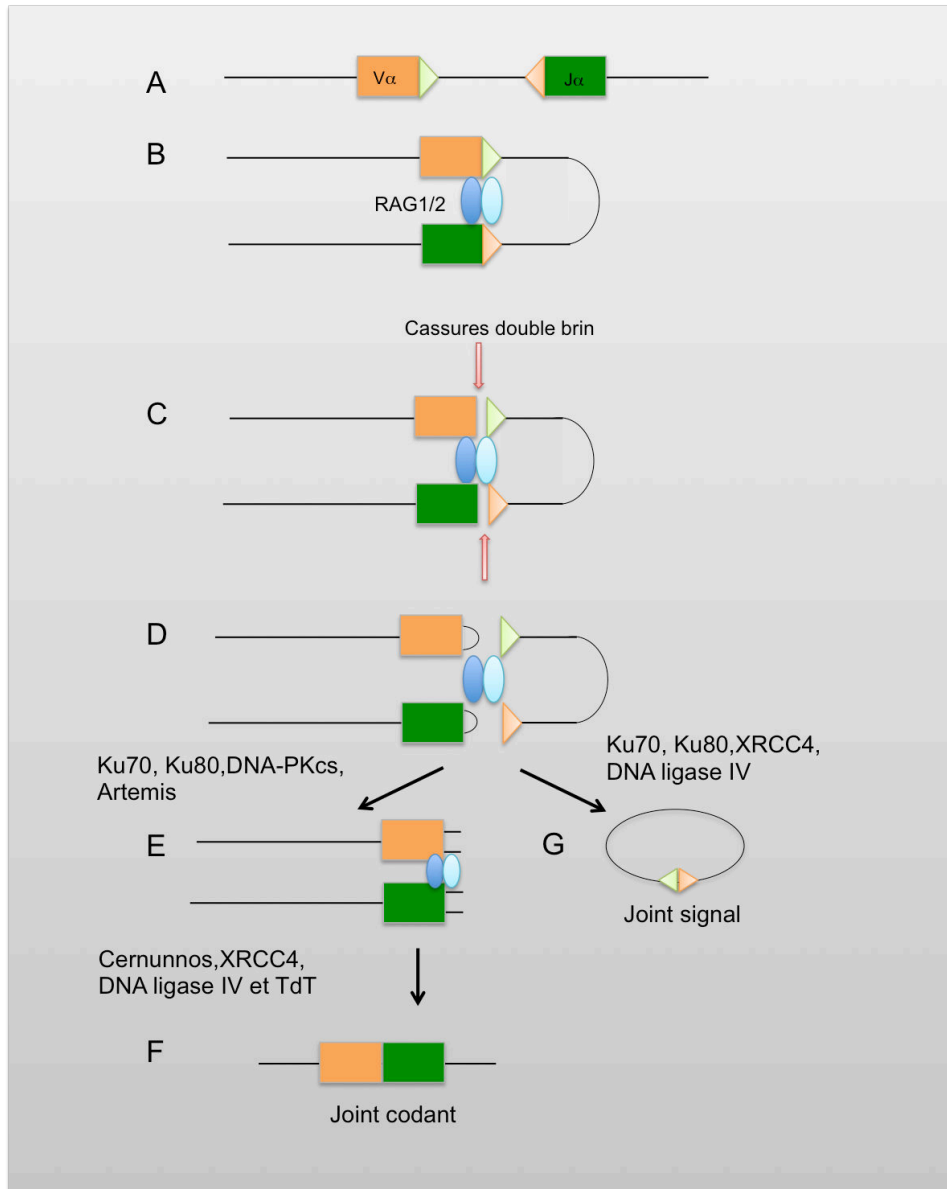 A
Vα
Jα
B
RAG1/2
Cassures double brin
C
D
Ku70, Ku80,DNA-PKcs,
Artemis
Ku70, Ku80,XRCC4,
DNA ligase IV
E
G
Joint signal
Cernunnos,XRCC4,
DNA ligase IV et TdT
F
Joint codant